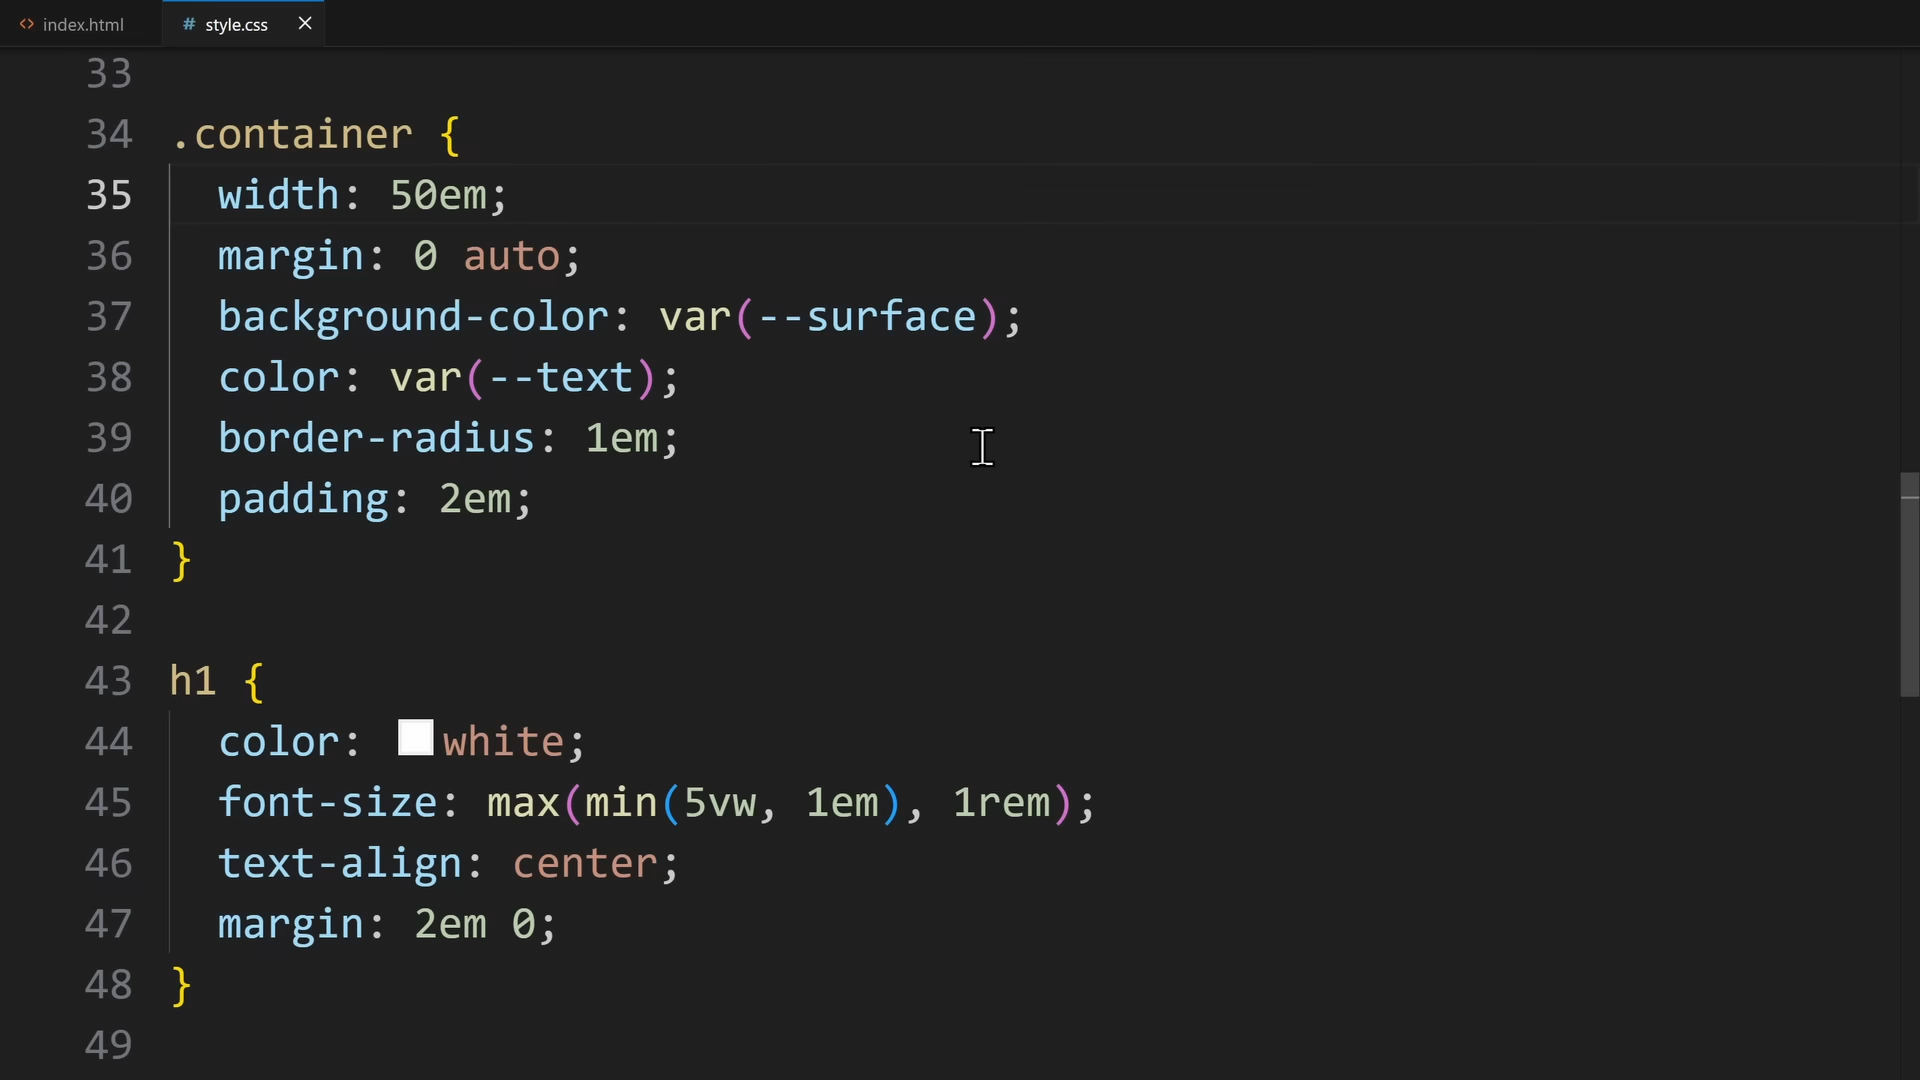 index.html
# style.css
33
34 .container {
35 width: 50em;
36 margin: 0 auto;
37 background-color: var(--surface);
38 color: var(--text);
39 border-radius: 1em;
40 padding: 2em;
41 }
42
43 h1 {
44 color: white;
45 font-size: max(min(5vw, 1em), 1rem);
46 text-align: center;
47 margin: 2em 0;
48 }
49